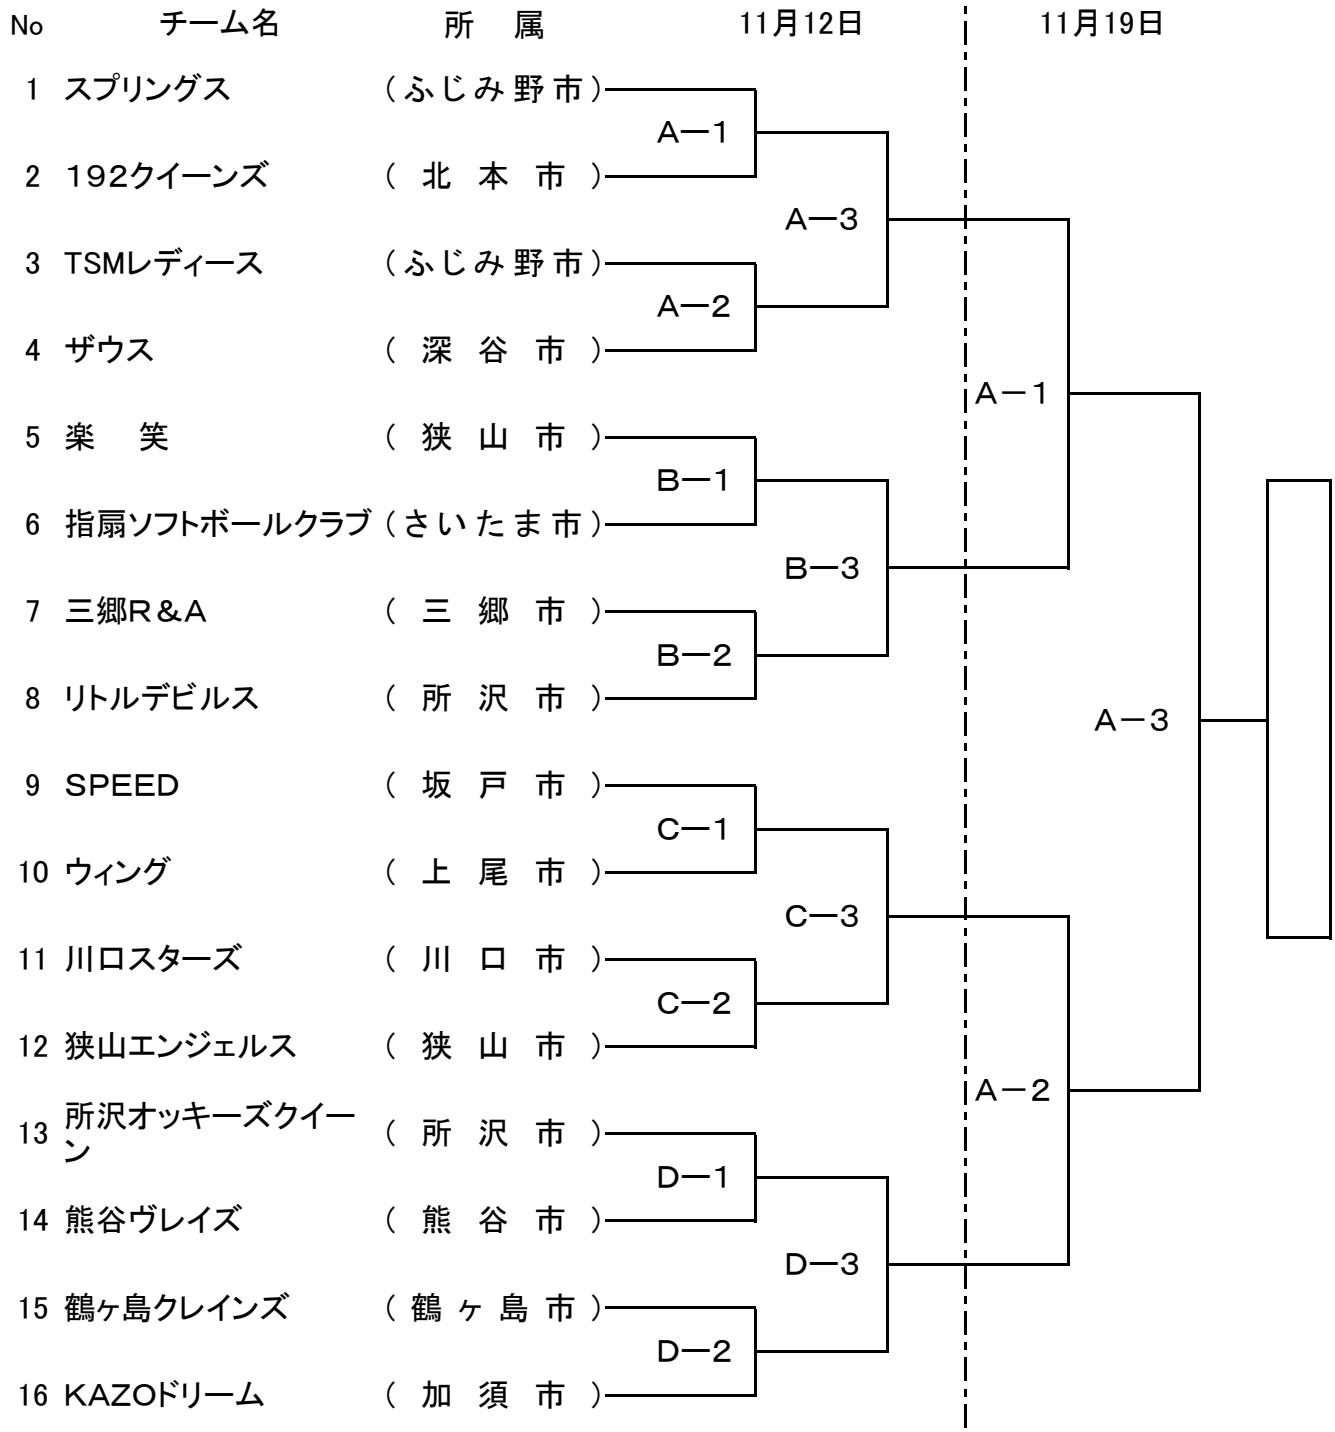 No チーム名 所 属 11月12日 11月19日
1 スプリングス (ふじみ野市)
A－1
2 192クイーンズ (北本市)
A－3
3 TSMレディース (ふじみ野市)
A－2
4 ザウス (深谷市)
A－1
5 楽 笑 (狭山市)
B－1
6 指扇ソフトボールクラブ (さいたま市)
B－3
7 三郷R＆A (三郷市)
B－2
8 リトルデビルス (所沢市)
A－3
9 SPEED (坂戸市)
C－1
10 ウィング (上尾市)
C－3
11 川口スターズ (川口市)
C－2
12 狭山エンジェルス (狭山市)
A－2
13 所沢オッキーズクイー
ン (所沢市)
D－1
14 熊谷ヴレイズ (熊谷市)
D－3
15 鶴ヶ島クレインズ (鶴ヶ島市)
D－2
16 KAZOドリーム (加須市)